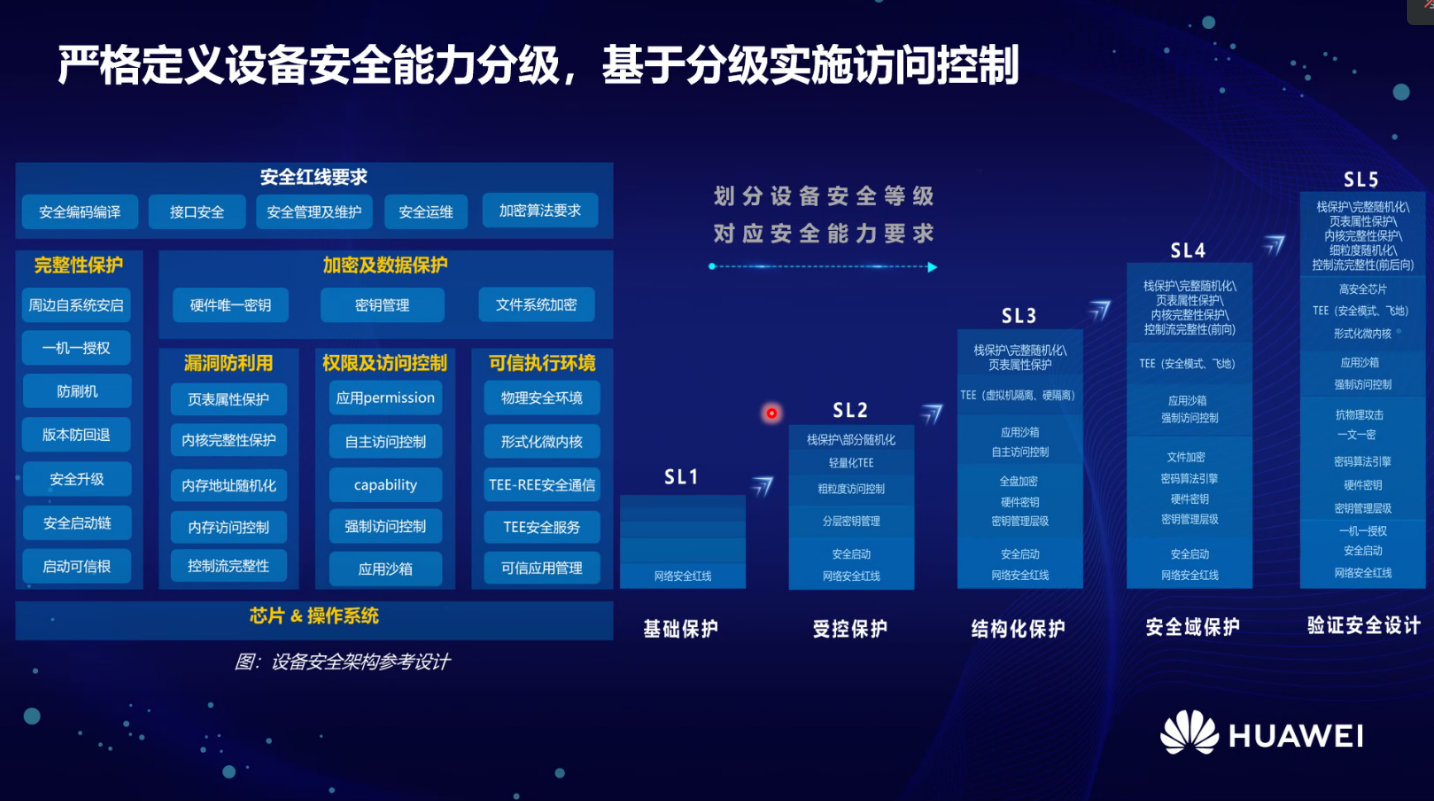 严格定义设备安全能力分级，基于分级实施访问控制
安全红线要求
安全编码编译
接口安全
安全管理及维护
安全运维
加密算法要求
完整性保护
周边自系统安启
一机一授权
防刷机
版本防回退
安全升级
安全启动链
启动可信根
加密及数据保护
硬件唯一密钥
密钥管理
文件系统加密
漏洞防利用
页表属性保护
内核完整性保护
内存地址随机化
内存访问控制
控制流完整性
权限及访问控制
应用permission
自主访问控制
capability
强制访问控制
应用沙箱
可信执行环境
物理安全环境
形式化微内核
TEE-REE安全通信
TEE安全服务
可信应用管理
芯片 & 操作系统
图：设备安全架构参考设计
划分设备安全等级
对应安全能力要求
SL1
网络安全红线
基础保护
SL2
栈保护\部分随机化
轻量化TEE
粗粒度访问控制
分层密钥管理
安全启动
网络安全红线
受控保护
SL3
栈保护\完整随机化\
页表属性保护
TEE（虚拟机隔离、硬隔离）
应用沙箱
自主访问控制
全盘加密
硬件密钥
密钥管理层级
安全启动
网络安全红线
结构化保护
SL4
栈保护\完整随机化\
页表属性保护\
内核完整性保护\
控制流完整性(前向)
TEE（安全模式、飞地）
应用沙箱
强制访问控制
文件加密
密码算法引擎
硬件密钥
密钥管理层级
安全启动
网络安全红线
安全域保护
SL5
栈保护\完整随机化\
页表属性保护\
内核完整性保护\
细粒度随机化\
控制流完整性(前后向)
高安全芯片
TEE（安全模式、飞地）
形式化微内核
应用沙箱
强制访问控制
抗物理攻击
一文一密
密码算法引擎
硬件密钥
密钥管理层级
一机一授权
安全启动
网络安全红线
验证安全设计
HUAWEI